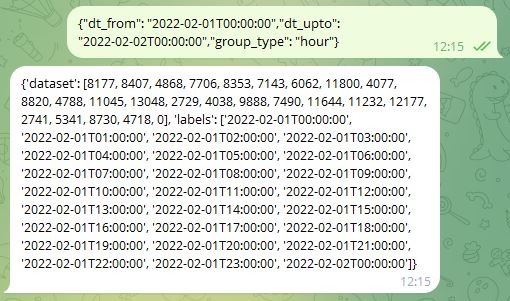 {"dt_from": "2022-02-01T00:00:00","dt_upto":
"2022-02-02T00:00:00","group_type": "hour"}
12:15
{'dataset': [8177, 8407, 4868, 7706, 8353, 7143, 6062, 11800, 4077,
8820, 4788, 11045, 13048, 2729, 4038, 9888, 7490, 11644, 11232, 12177,
2741, 5341, 8730, 4718, 0], 'labels': ['2022-02-01T00:00:00',
'2022-02-01T01:00:00', '2022-02-01T02:00:00', '2022-02-01T03:00:00',
'2022-02-01T04:00:00', '2022-02-01T05:00:00', '2022-02-01T06:00:00',
'2022-02-01T07:00:00', '2022-02-01T08:00:00', '2022-02-01T09:00:00',
'2022-02-01T10:00:00', '2022-02-01T11:00:00', '2022-02-01T12:00:00',
'2022-02-01T13:00:00', '2022-02-01T14:00:00', '2022-02-01T15:00:00',
'2022-02-01T16:00:00', '2022-02-01T17:00:00', '2022-02-01T18:00:00',
'2022-02-01T19:00:00', '2022-02-01T20:00:00', '2022-02-01T21:00:00',
'2022-02-01T22:00:00', '2022-02-01T23:00:00', '2022-02-02T00:00:00']}
12:15